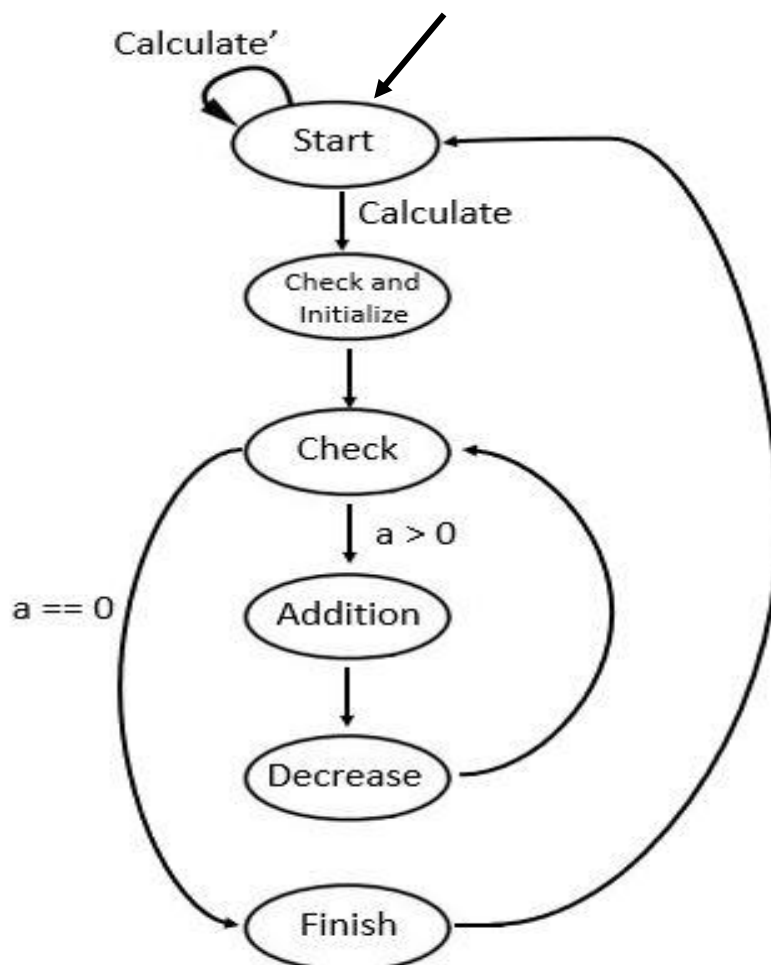 Calculate’
Start
Calculate
Check and
Initialize
Check
a > 0
a == 0
Addition
Decrease
Finish